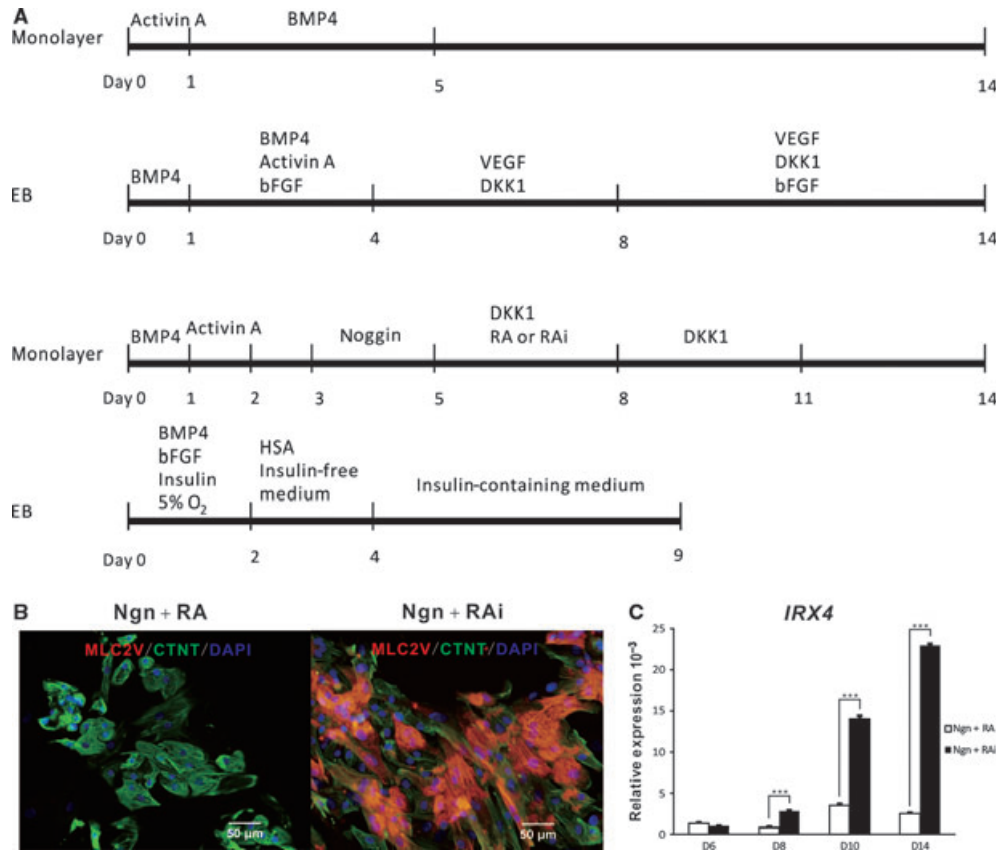 A
Activin A BMP4
Monolayer
Day 0 1 5 14
BMP4
Activin A
bFGF
VEGF
DKK1
VEGF
DKK1
bFGF
BMP4
EB
Day 0 1 4 8 14
DKK1
RA or RAi
BMP4 Activin A Noggin DKK1
Monolayer
Day 0 1 2 3 5 8 11 14
BMP4
bFGF
Insulin
5% O₂
HSA
Insulin-free
medium
Insulin-containing medium
EB
Day 0 2 4 9
B Ngn + RA Ngn + RAi
MLC2V/CTNT/DAPI MLC2V/CTNT/DAPI
50 µm 50 µm
C IRX4
Relative expression 10⁻³
25
20
15
10
5
0
***
***
***
Ngn + RA
Ngn + RAi
D6 D8 D10 D14